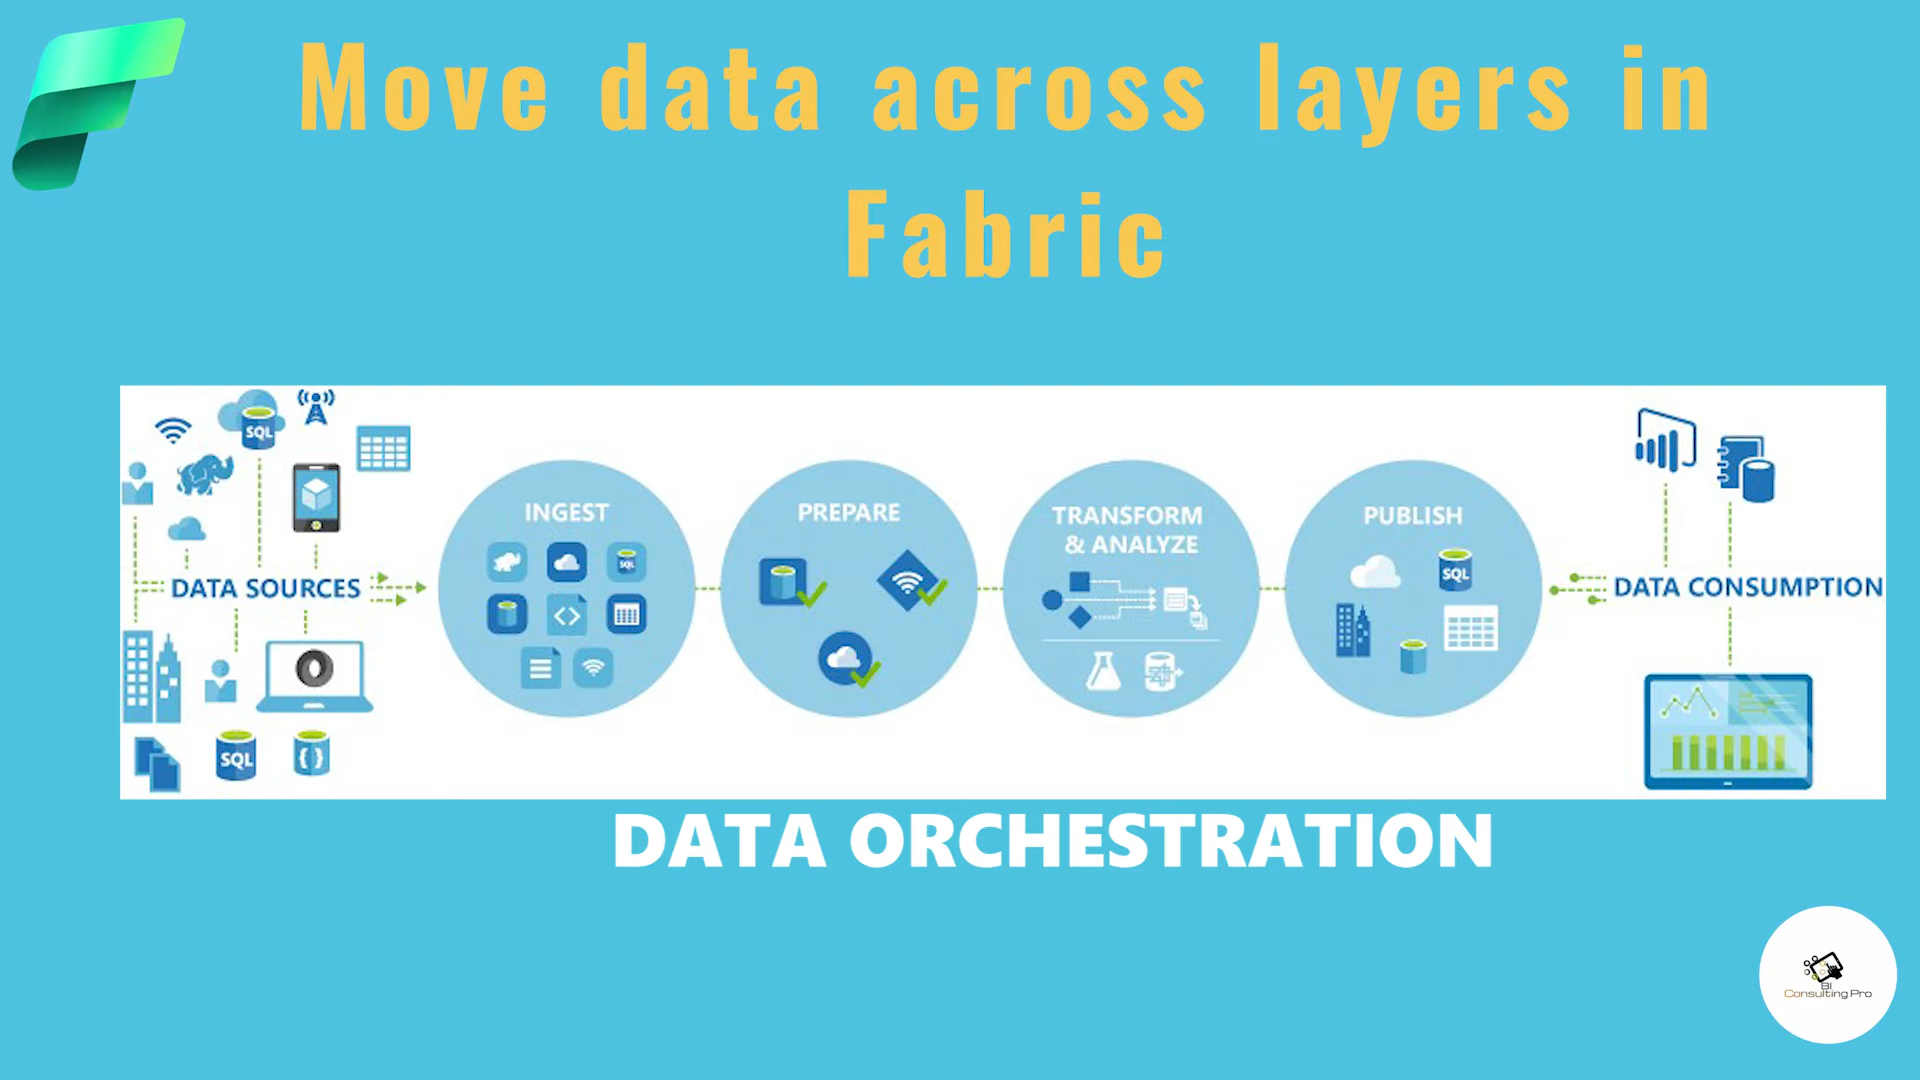 Move data across layers in
Fabric
SQL
INGEST
PREPARE
TRANSFORM
& ANALYZE
PUBLISH
SQL
SQL
DATA SOURCES
DATA CONSUMPTION
SQL
DATA ORCHESTRATION
BI
Consulting Pro